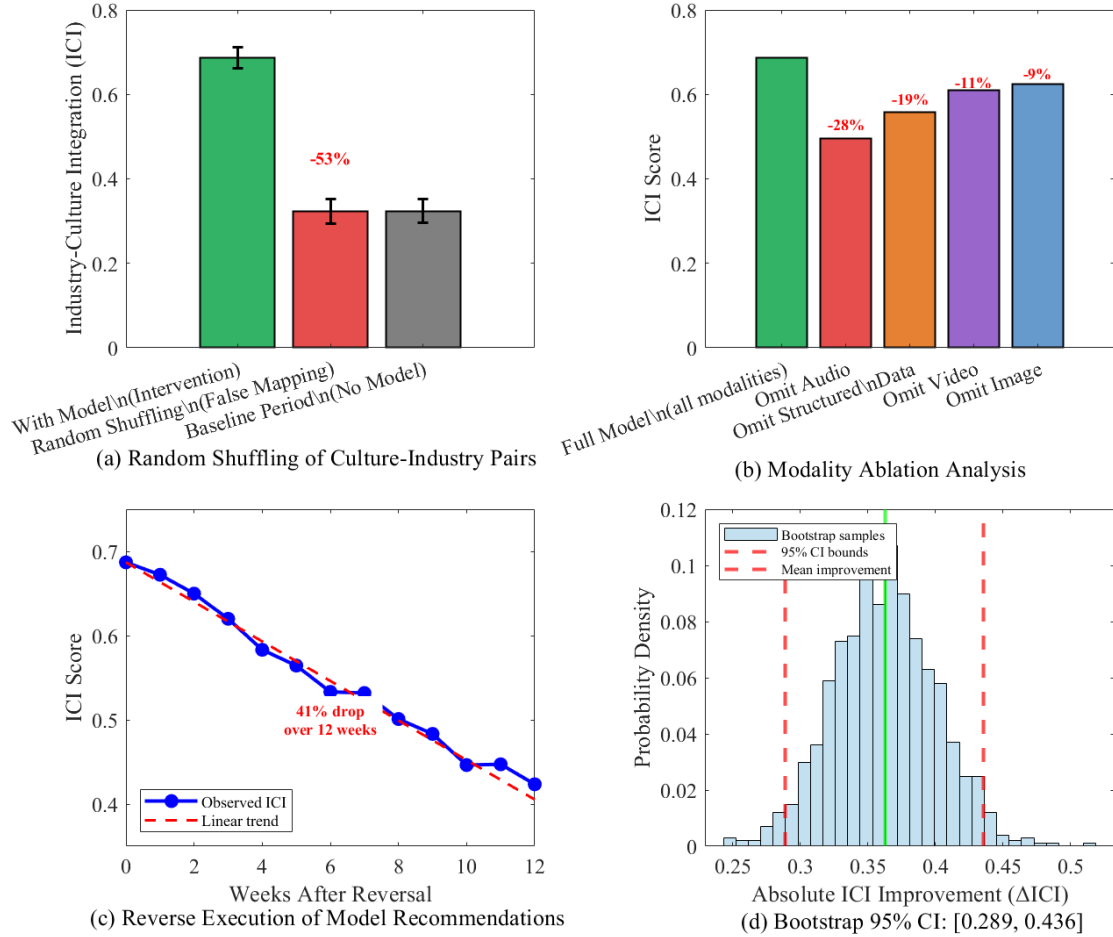 Industry-Culture Integration (ICI)
0.8
0.6
0.4
0.2
0
-53%
With Model\n(Intervention)
Random Shuffling\n(False Mapping)
Baseline Period\n(No Model)
(a) Random Shuffling of Culture-Industry Pairs
ICI Score
0.8
0.6
0.4
0.2
0
-28%
-19%
-11%
-9%
Full Model\n(all modalities)
Omit Audio
Omit Structured\nData
Omit Video
Omit Image
(b) Modality Ablation Analysis
ICI Score
0.7
0.6
0.5
0.4
41% drop
over 12 weeks
Observed ICI
Linear trend
0 2 4 6 8 10 12
Weeks After Reversal
(c) Reverse Execution of Model Recommendations
Probability Density
0.12
0.1
0.08
0.06
0.04
0.02
0
Bootstrap samples
95% CI bounds
Mean improvement
0.25 0.3 0.35 0.4 0.45 0.5
Absolute ICI Improvement (ΔICI)
(d) Bootstrap 95% CI: [0.289, 0.436]